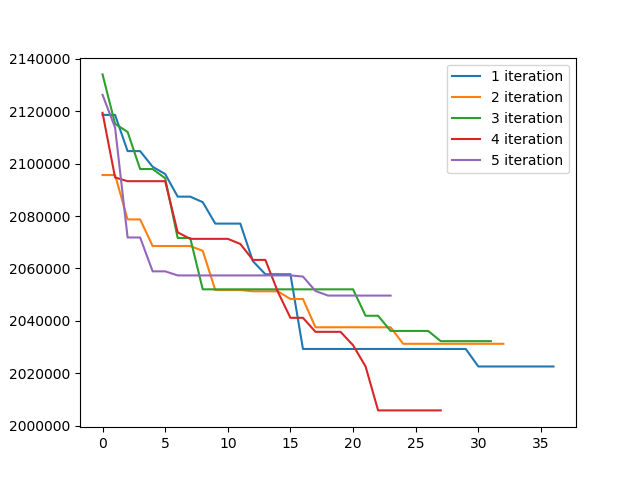 2140000
2120000
2100000
2080000
2060000
2040000
2020000
2000000
0 5 10 15 20 25 30 35
1 iteration
2 iteration
3 iteration
4 iteration
5 iteration